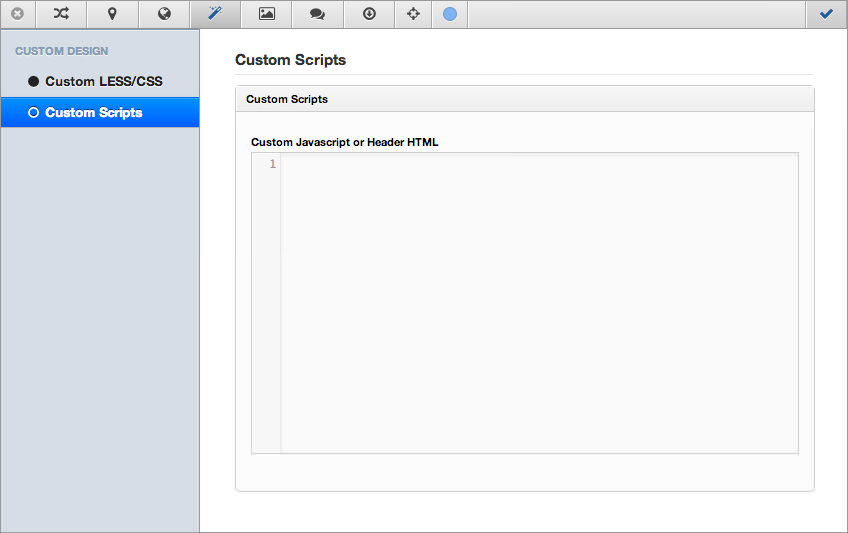 CUSTOM DESIGN
Custom LESS/CSS
Custom Scripts
Custom Scripts
Custom Scripts
Custom Javascript or Header HTML
1